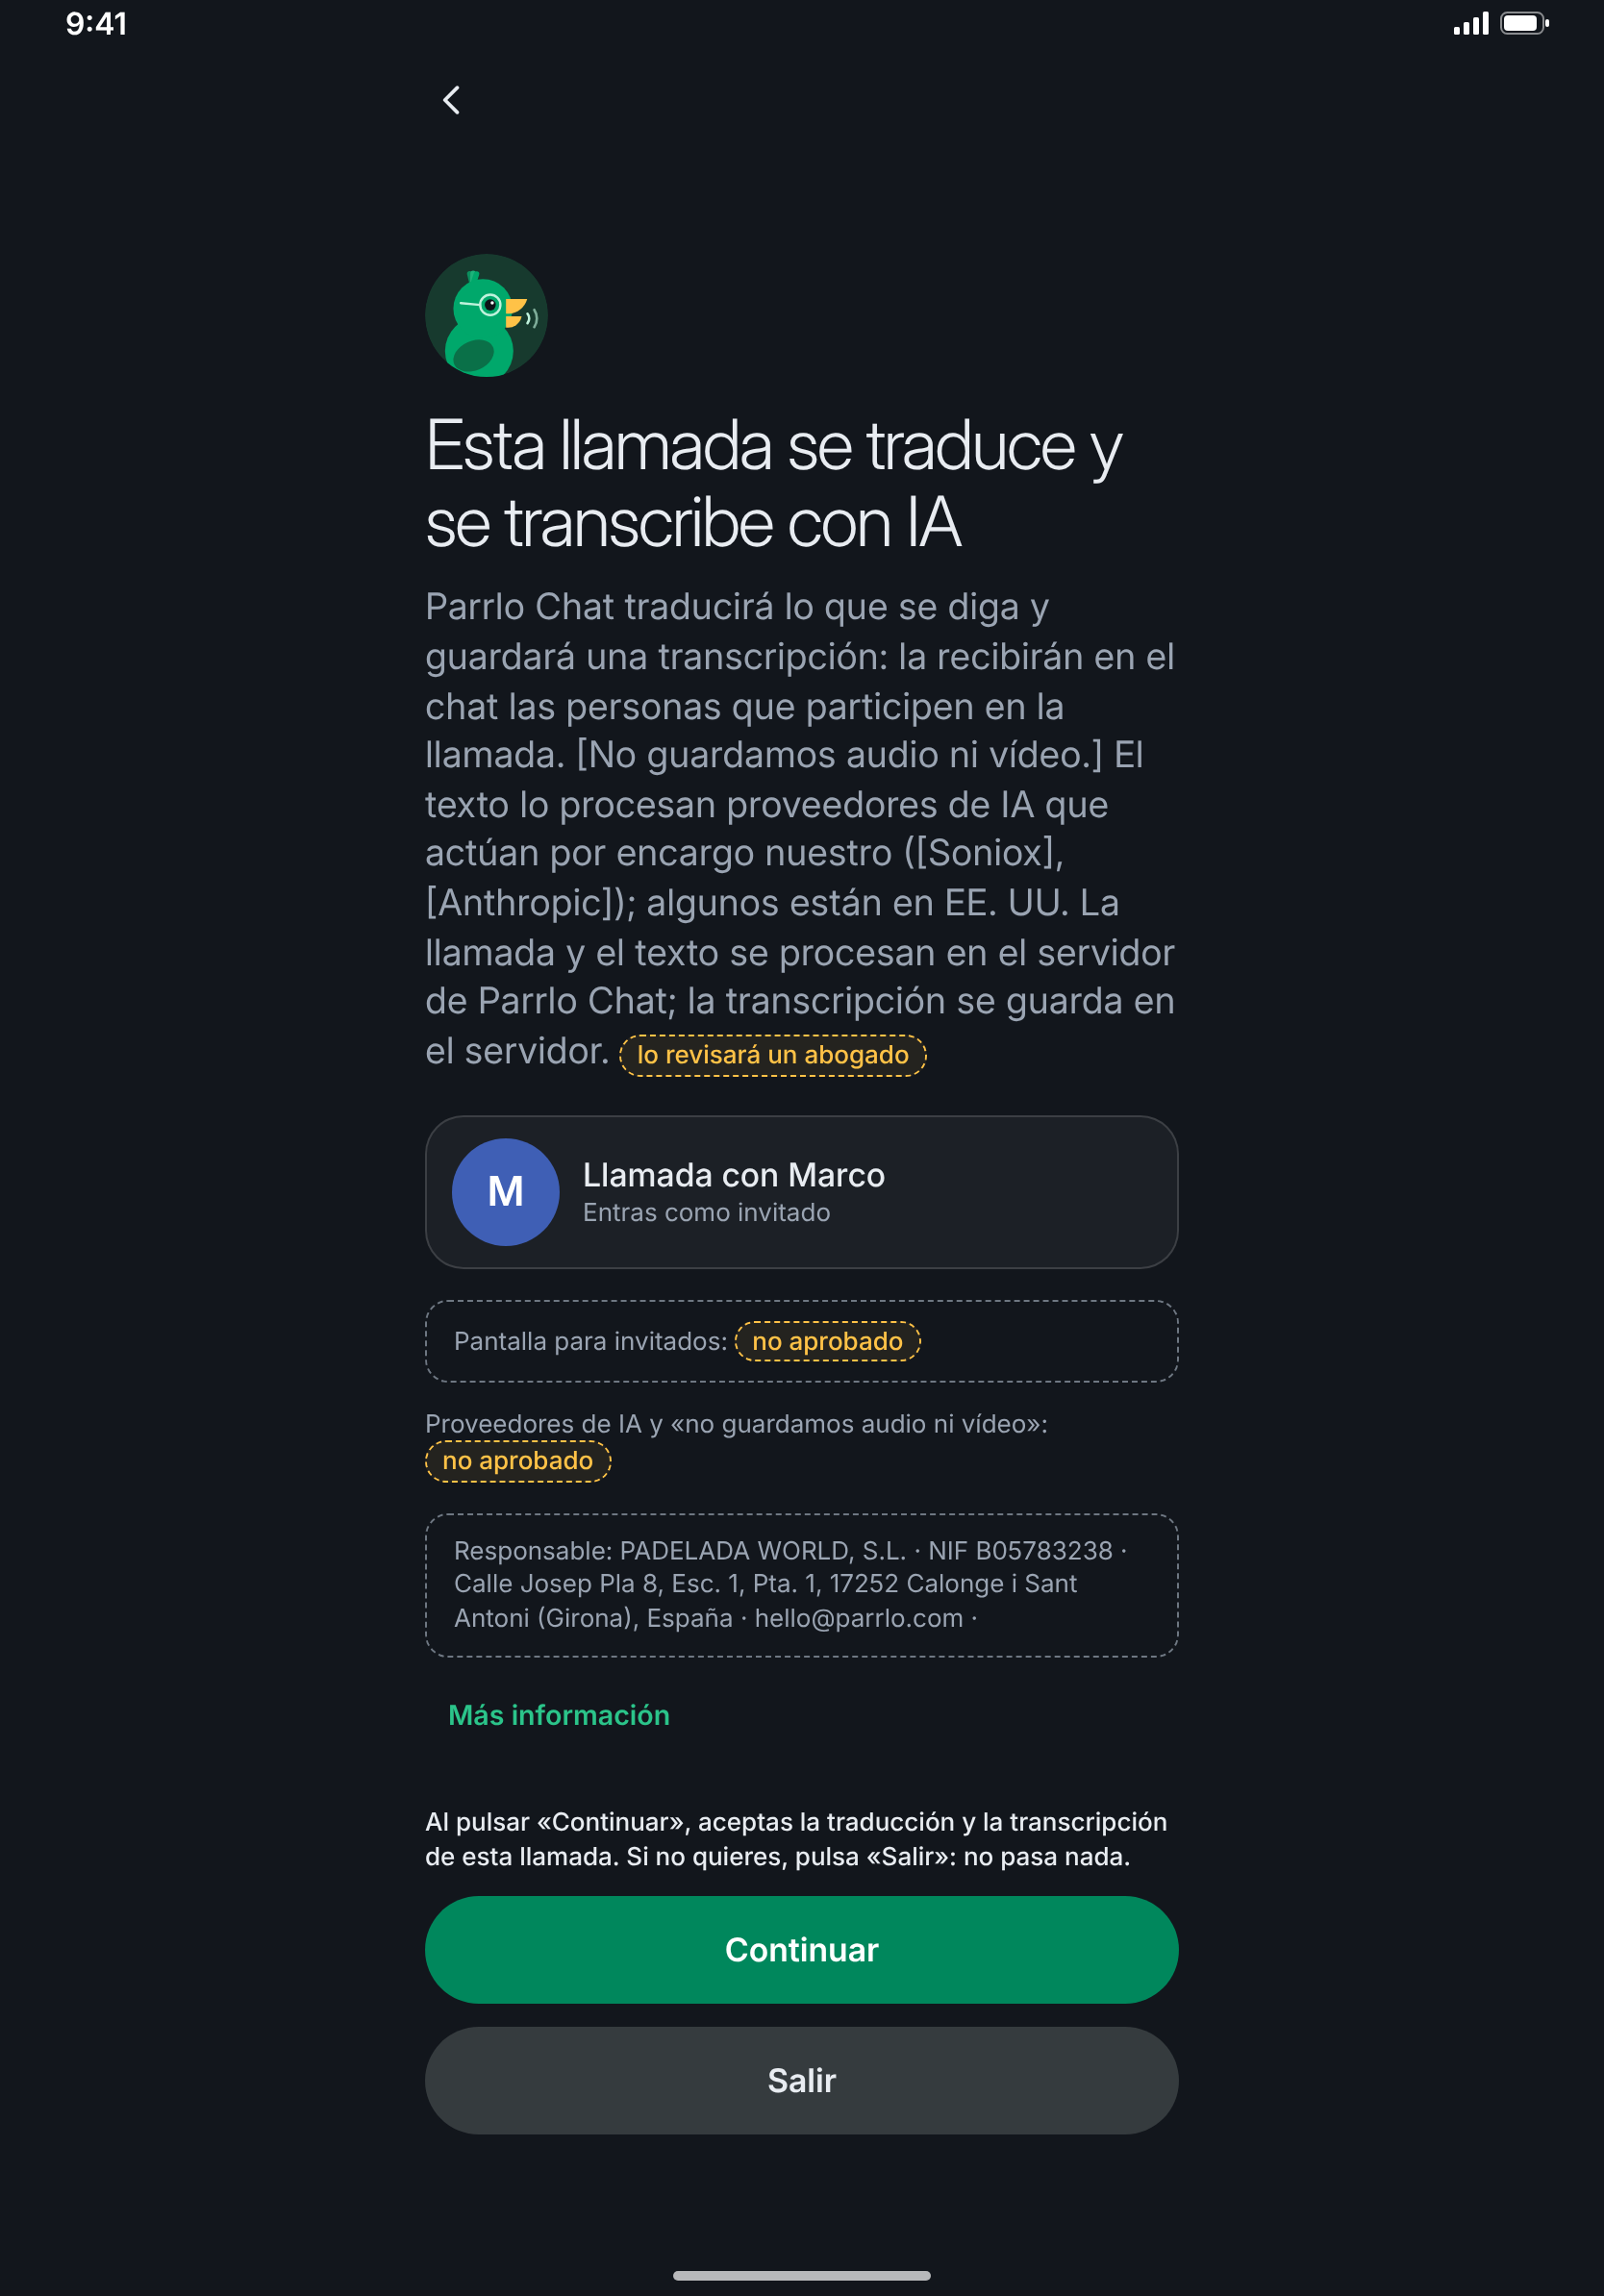 9:41
Esta llamada se traduce y
se transcribe con IA
Parrlo Chat traducirá lo que se diga y
guardará una transcripción: la recibirán en el
chat las personas que participen en la
llamada. [No guardamos audio ni vídeo.] El
texto lo procesan proveedores de IA que
actúan por encargo nuestro ([Soniox],
[Anthropic]); algunos están en EE. UU. La
llamada y el texto se procesan en el servidor
de Parrlo Chat; la transcripción se guarda en
el servidor. lo revisará un abogado
M
Llamada con Marco
Entras como invitado
Pantalla para invitados: no aprobado
Proveedores de IA y «no guardamos audio ni vídeo»:
no aprobado
Responsable: PADELADA WORLD, S.L. · NIF B05783238 ·
Calle Josep Pla 8, Esc. 1, Pta. 1, 17252 Calonge i Sant
Antoni (Girona), España · hello@parrlo.com ·
Más información
Al pulsar «Continuar», aceptas la traducción y la transcripción
de esta llamada. Si no quieres, pulsa «Salir»: no pasa nada.
Continuar
Salir